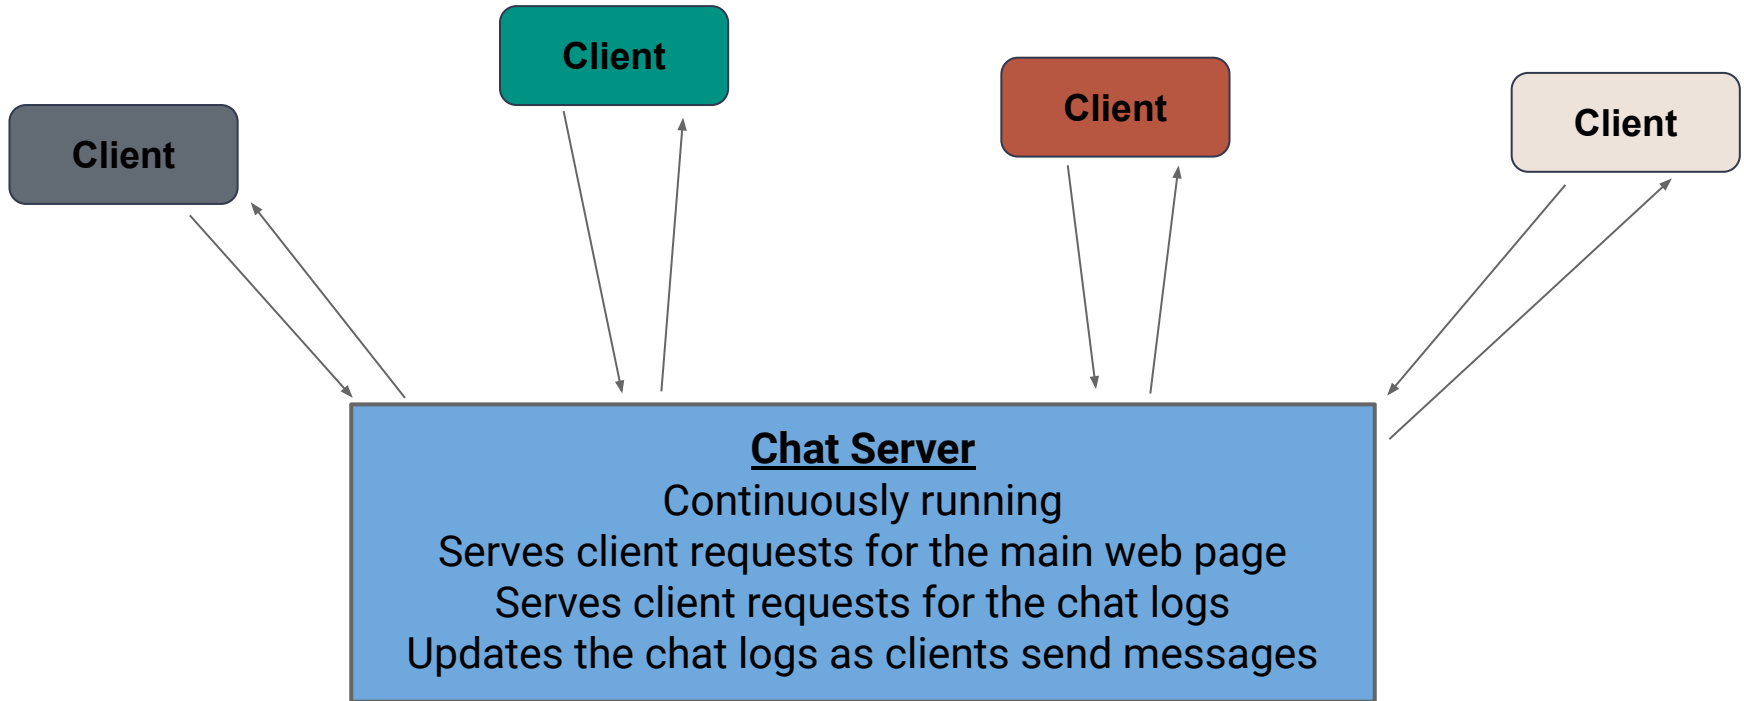 Client
Client
Client
Client
Chat Server
Continuously running
Serves client requests for the main web page
Serves client requests for the chat logs
Updates the chat logs as clients send messages